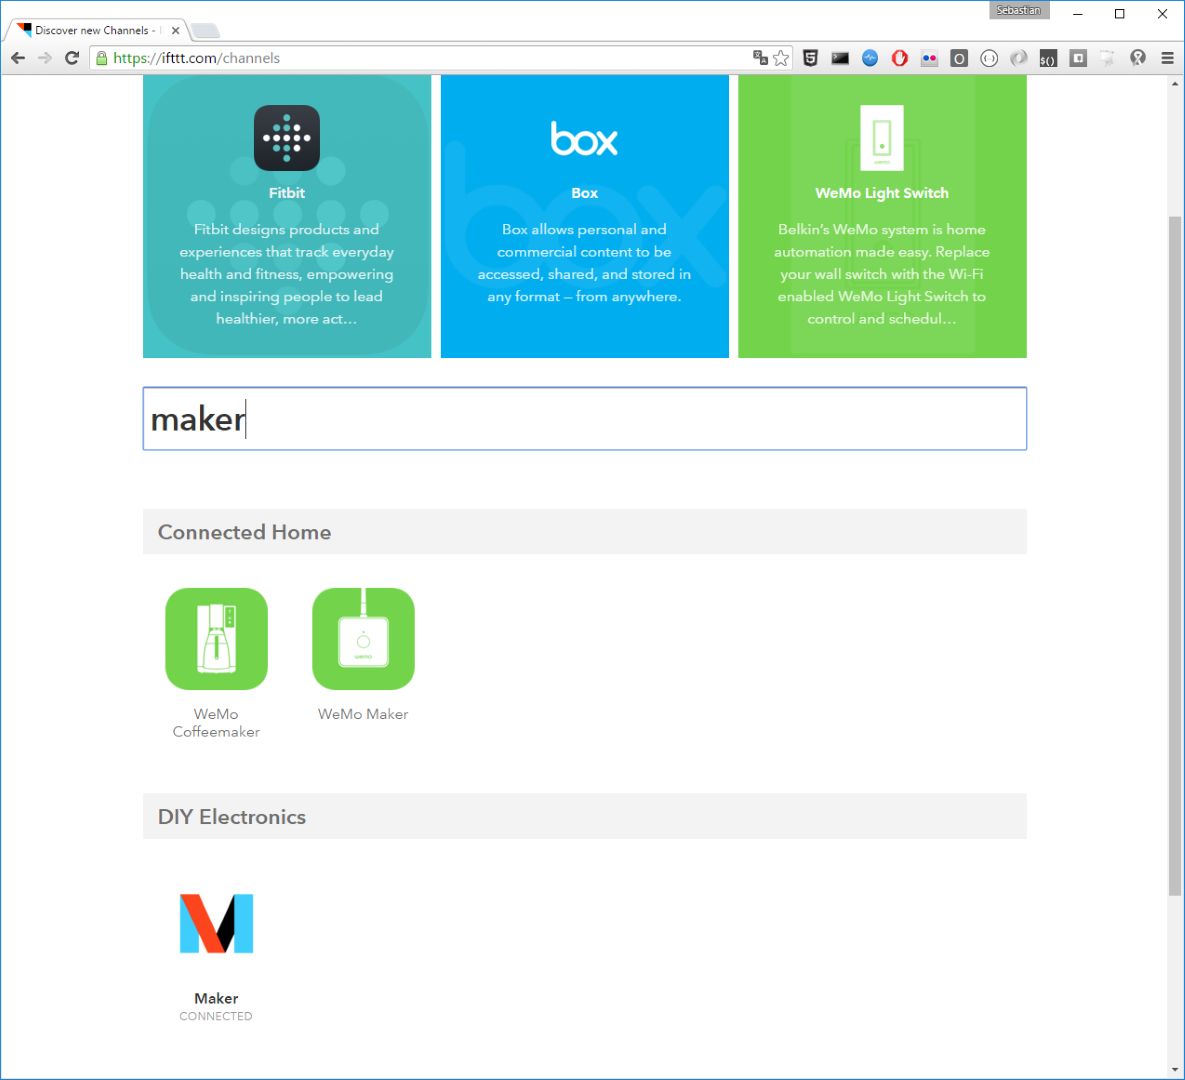 Sebastian
Discover new Channels -
https://ifttt.com/channels
Fitbit
Fitbit designs products and
experiences that track everyday
health and fitness, empowering
and inspiring people to lead
healthier, more act…
box
Box
Box allows personal and
commercial content to be
accessed, shared, and stored in
any format – from anywhere.
WeMo Light Switch
Belkin’s WeMo system is home
automation made easy. Replace
your wall switch with the Wi-Fi
enabled WeMo Light Switch to
control and schedul…
maker
Connected Home
WeMo
Coffeemaker
wemo
WeMo Maker
DIY Electronics
M
Maker
CONNECTED